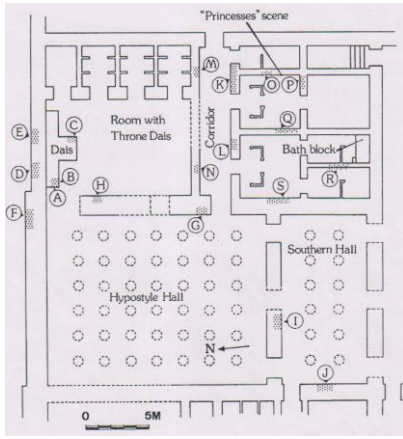 "Princesses" scene
M
K
O
P
E
C
Room with
Throne Dais
Corridor
Q
Dais
L
Bath block
D
B
H
N
R
A
S
F
G
Southern Hall
Hypostyle Hall
I
N
J
0
5M